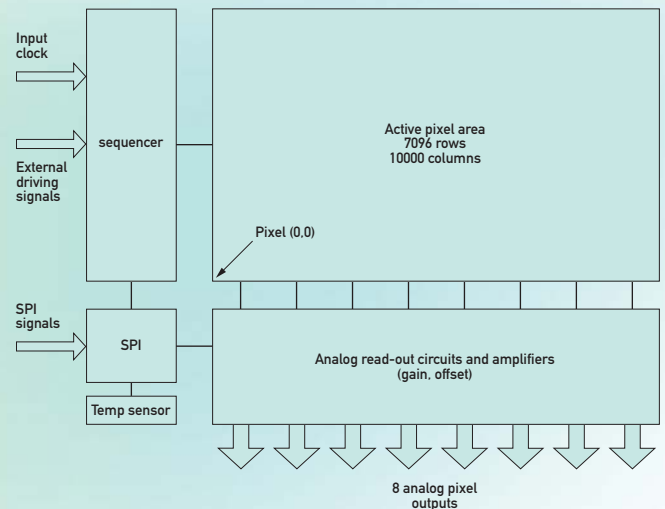 Input
clock
sequencer
External
driving
signals
Active pixel area
7096 rows
10000 columns
Pixel (0,0)
SPI
signals
SPI
Temp sensor
Analog read-out circuits and amplifiers
(gain, offset)
8 analog pixel
outputs